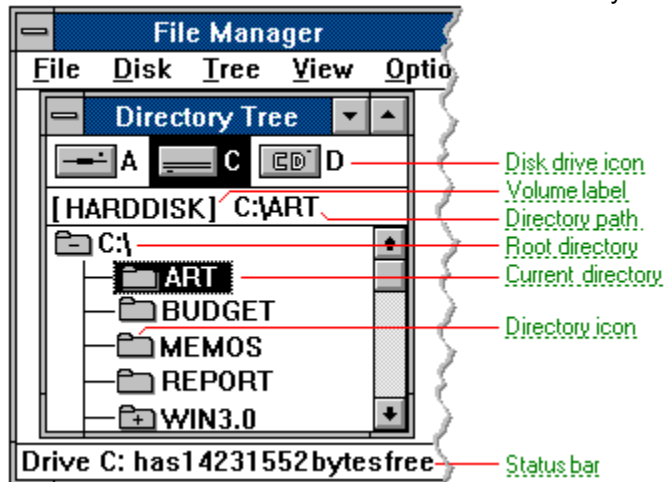 File Manager
File Disk Tree View Optio
Directory Tree
A C CD D
[HARDDISK] C:\ART
C:\
ART
BUDGET
MEMOS
REPORT
WIN3.0
Drive C: has14231552bytesfree
Disk drive icon
Volume label
Directory path
Root directory
Current directory
Directory icon
Status bar